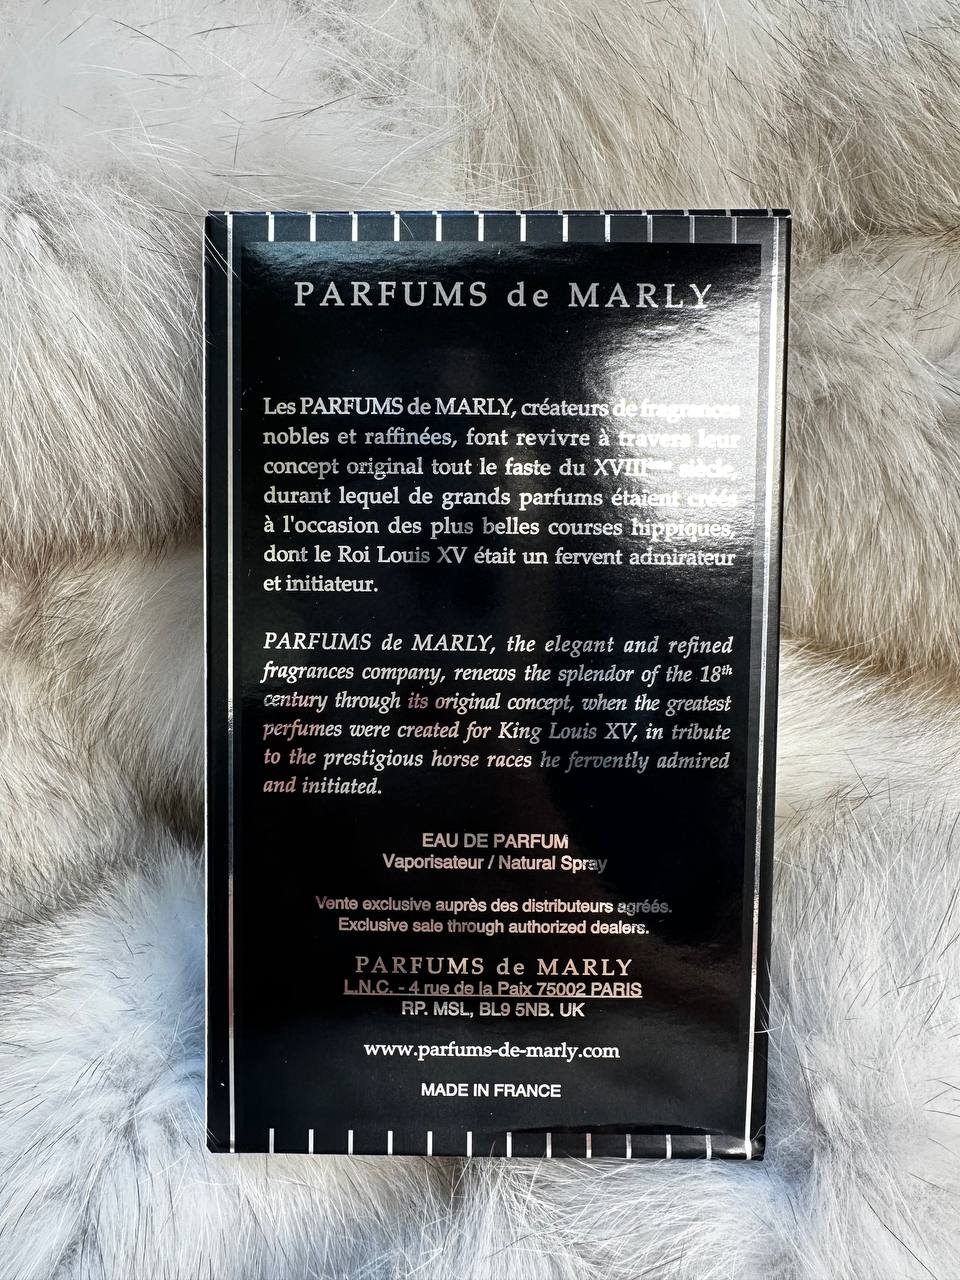 PARFUMS de MARLY
Les PARFUMS de MARLY, créateurs de fragrances
nobles et raffinées, font revivre à travers leur
concept original tout le faste du XVIIIème siècle,
durant lequel de grands parfums étaient créés
à l'occasion des plus belles courses hippiques,
dont le Roi Louis XV était un fervent admirateur
et initiateur.
PARFUMS de MARLY, the elegant and refined
fragrances company, renews the splendor of the 18th
century through its original concept, when the greatest
perfumes were created for King Louis XV, in tribute
to the prestigious horse races he fervently admired
and initiated.
EAU DE PARFUM
Vaporisateur / Natural Spray
Vente exclusive auprès des distributeurs agréés.
Exclusive sale through authorized dealers.
PARFUMS de MARLY
L.N.C. - 4 rue de la Paix 75002 PARIS
RP. MSL, BL9 5NB. UK
www.parfums-de-marly.com
MADE IN FRANCE